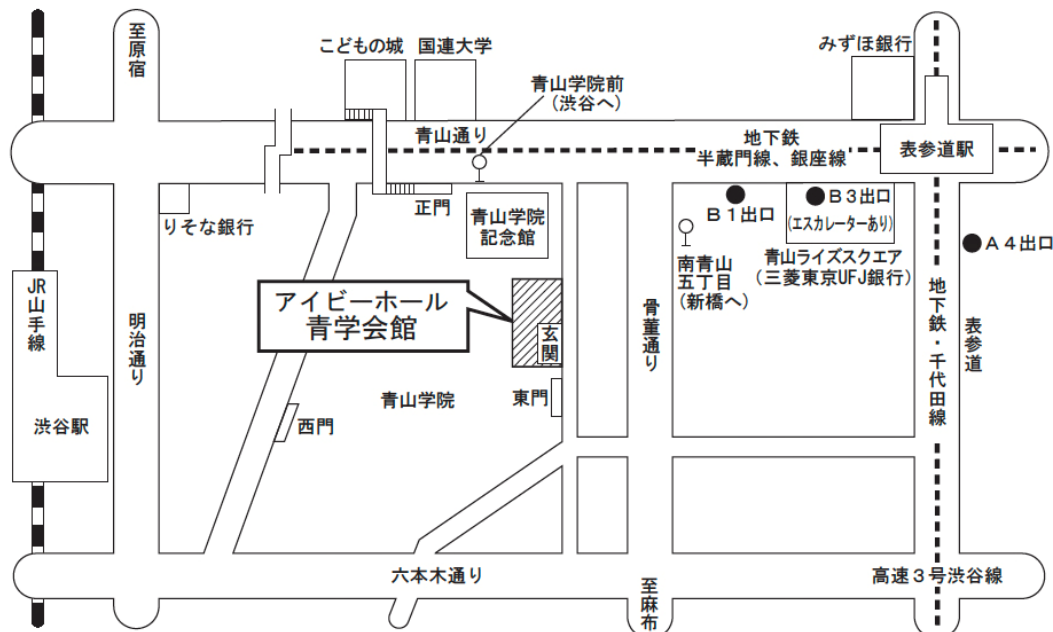 至原宿
こどもの城
国連大学
みずほ銀行
青山学院前
(渋谷へ)
青山通り
地下鉄
半蔵門線、銀座線
表参道駅
りそな銀行
正門
青山学院
記念館
B1出口
B3出口
(エスカレーターあり)
A4出口
南青山
五丁目
(新橋へ)
青山ライズスクエア
(三菱東京UFJ銀行)
JR山手線
明治通り
アイビーホール
青学会館
玄関
骨董通り
地下鉄・千代田線
表参道
渋谷駅
青山学院
東門
西門
六本木通り
至麻布
高速3号渋谷線